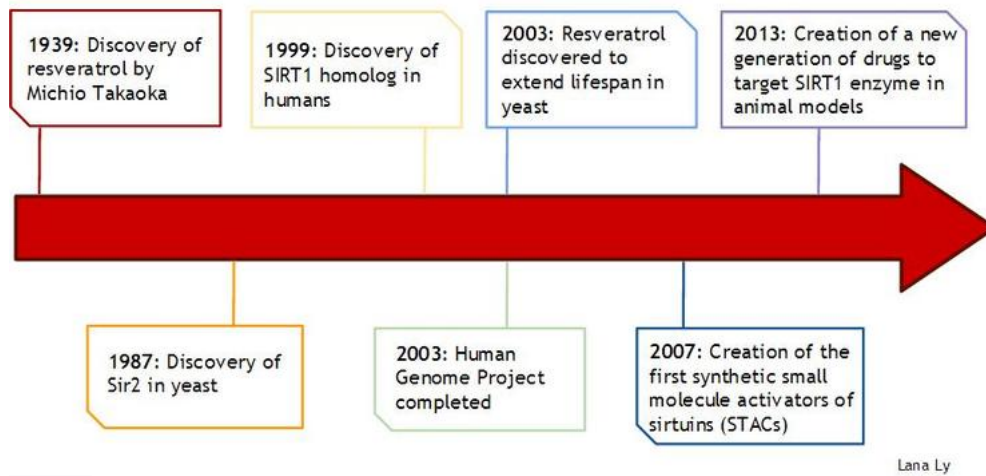 1939: Discovery of
resveratrol by
Michio Takaoka
1999: Discovery of
SIRT1 homolog in
humans
2003: Resveratrol
discovered to
extend lifespan in
yeast
2013: Creation of a new
generation of drugs to
target SIRT1 enzyme in
animal models
1987: Discovery of
Sir2 in yeast
2003: Human
Genome Project
completed
2007: Creation of the
first synthetic small
molecule activators of
sirtuins (STACs)
Lana Ly